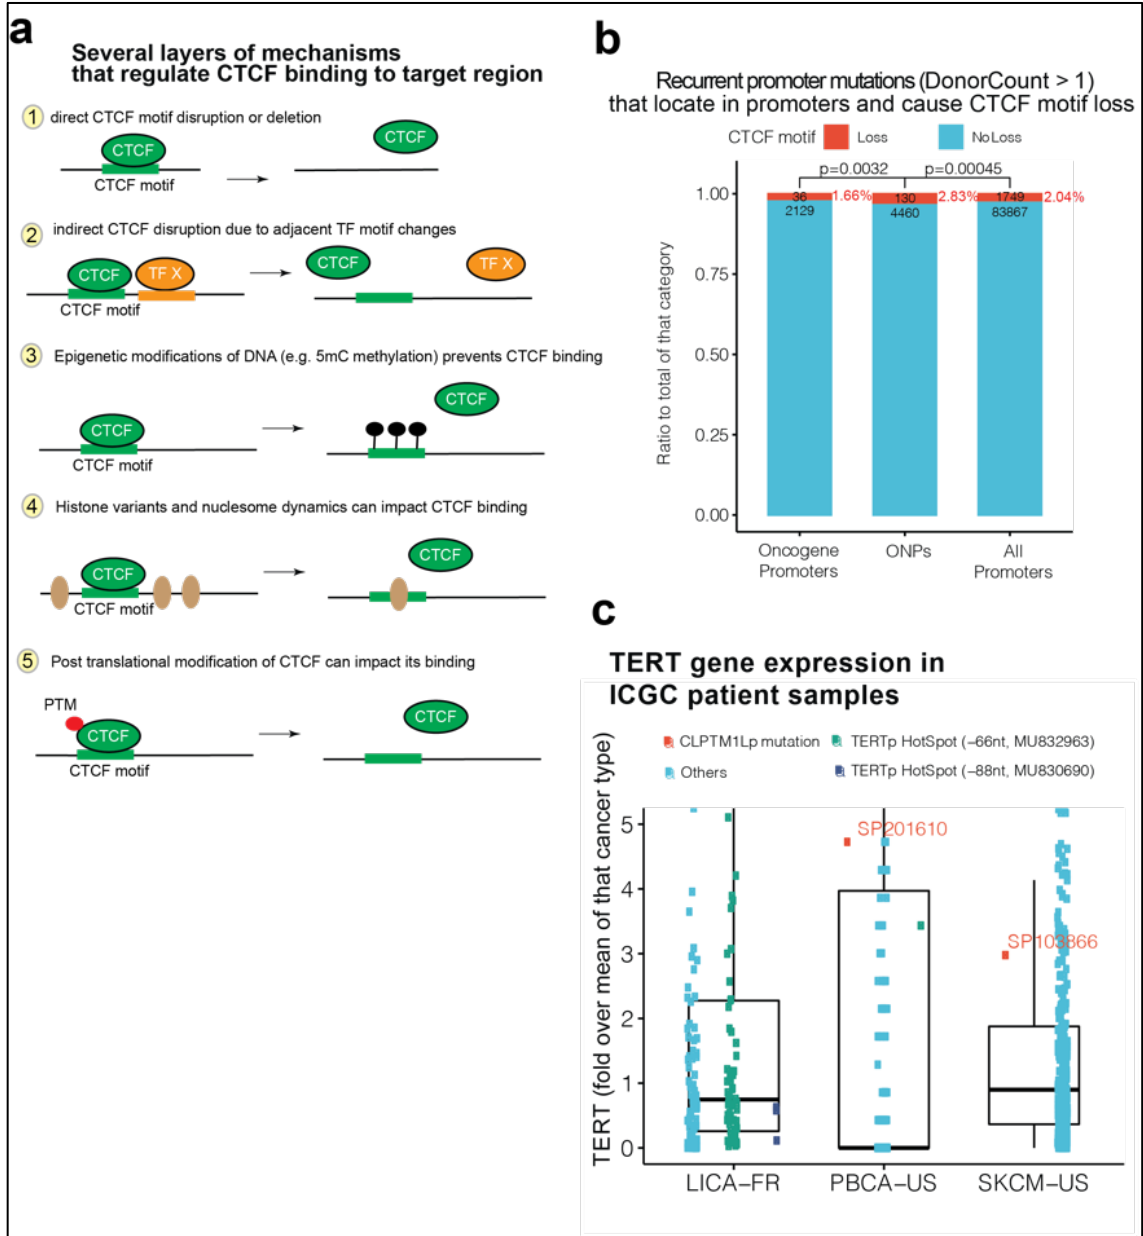 a
Several layers of mechanisms
that regulate CTCF binding to target region
1 direct CTCF motif disruption or deletion
CTCF
CTCF
CTCF motif
2 indirect CTCF disruption due to adjacent TF motif changes
CTCF
TF X
CTCF
TF X
CTCF motif
3 Epigenetic modifications of DNA (e.g. 5mC methylation) prevents CTCF binding
CTCF
CTCF
CTCF motif
4 Histone variants and nuclesome dynamics can impact CTCF binding
CTCF
CTCF
CTCF motif
5 Post translational modification of CTCF can impact its binding
PTM
CTCF
CTCF
CTCF motif
b
Recurrent promoter mutations (DonorCount > 1)
that locate in promoters and cause CTCF motif loss
CTCF motif Loss NoLoss
p=0.0032 p=0.00045
36 1.66% 130 2.83% 1749 2.04%
2129 4460 83867
Ratio to total of that category
1.00
0.75
0.50
0.25
0.00
Oncogene Promoters
ONPs
All Promoters
c
TERT gene expression in
ICGC patient samples
CLPTM1Lp mutation TERTp HotSpot (−66nt, MU832963)
Others TERTp HotSpot (−88nt, MU830690)
TERT (fold over mean of that cancer type)
5
4
3
2
1
0
SP201610
SP103866
LICA−FR PBCA−US SKCM−US